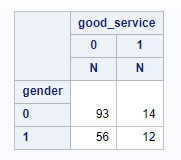 good_service
0 1
N N
gender
0 93 14
1 56 12